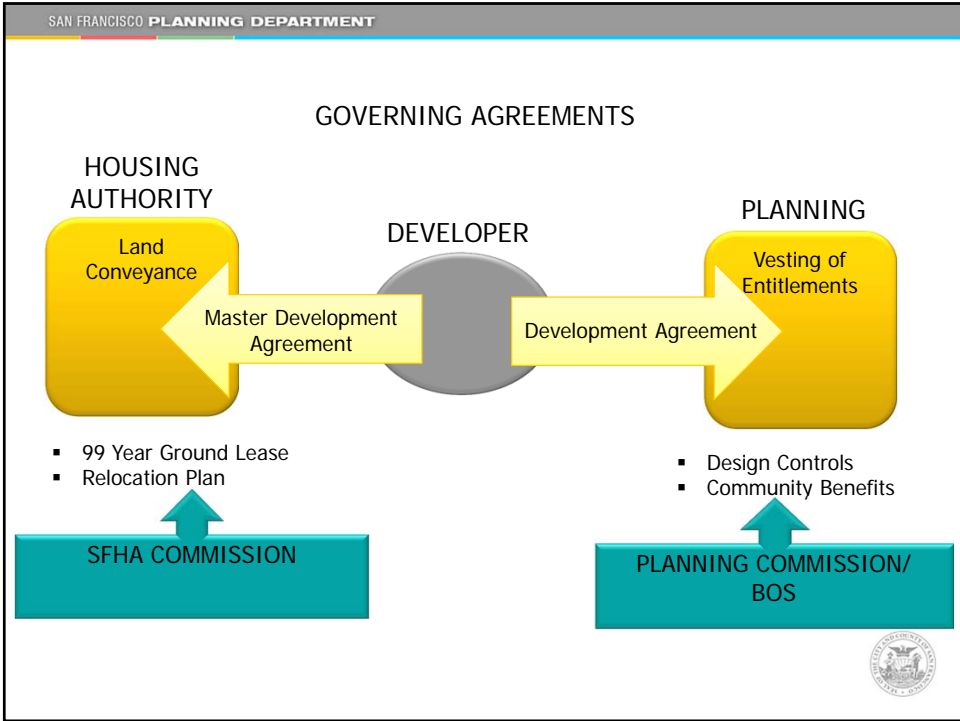 SAN FRANCISCO PLANNING DEPARTMENT
GOVERNING AGREEMENTS
HOUSING
AUTHORITY
Land
Conveyance
Master Development
Agreement
DEVELOPER
Development Agreement
PLANNING
Vesting of
Entitlements
▪ 99 Year Ground Lease
▪ Relocation Plan
SFHA COMMISSION
▪ Design Controls
▪ Community Benefits
PLANNING COMMISSION/
BOS